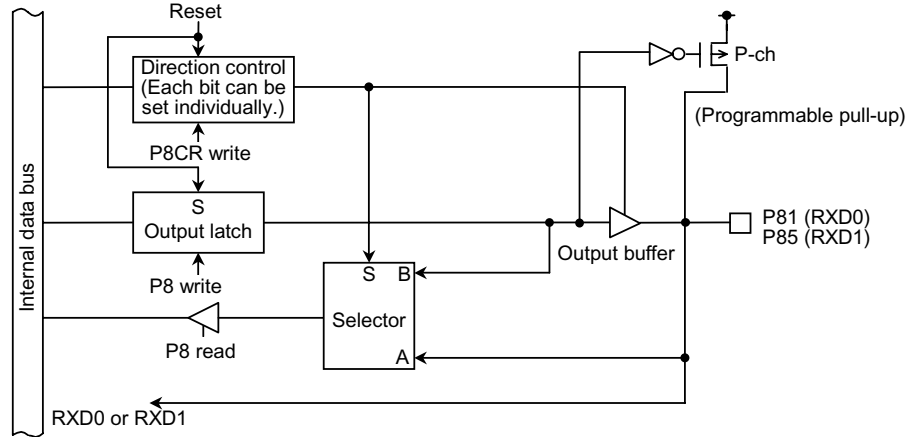 Reset
Direction control
(Each bit can be
set individually.)
P-ch
(Programmable pull-up)
P8CR write
Internal data bus
S
Output latch
P81 (RXD0)
P85 (RXD1)
Output buffer
P8 write
S
B
Selector
A
P8 read
RXD0 or RXD1